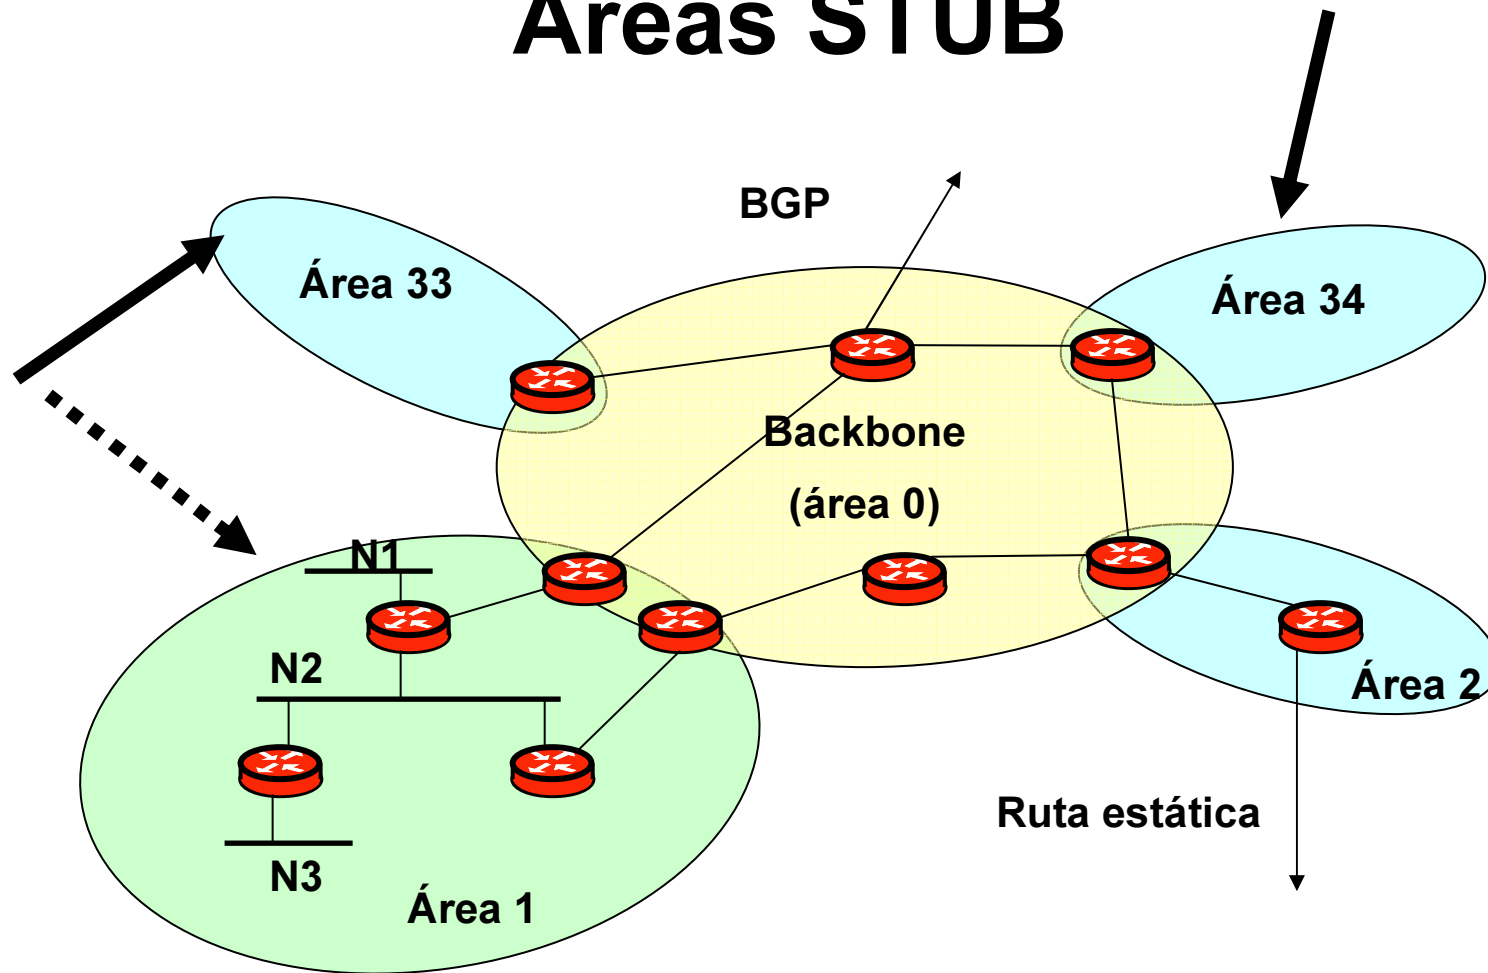 Áreas STUB
BGP
Área 33
Área 34
Backbone
(área 0)
N1
N2
Área 2
Ruta estática
N3
Área 1